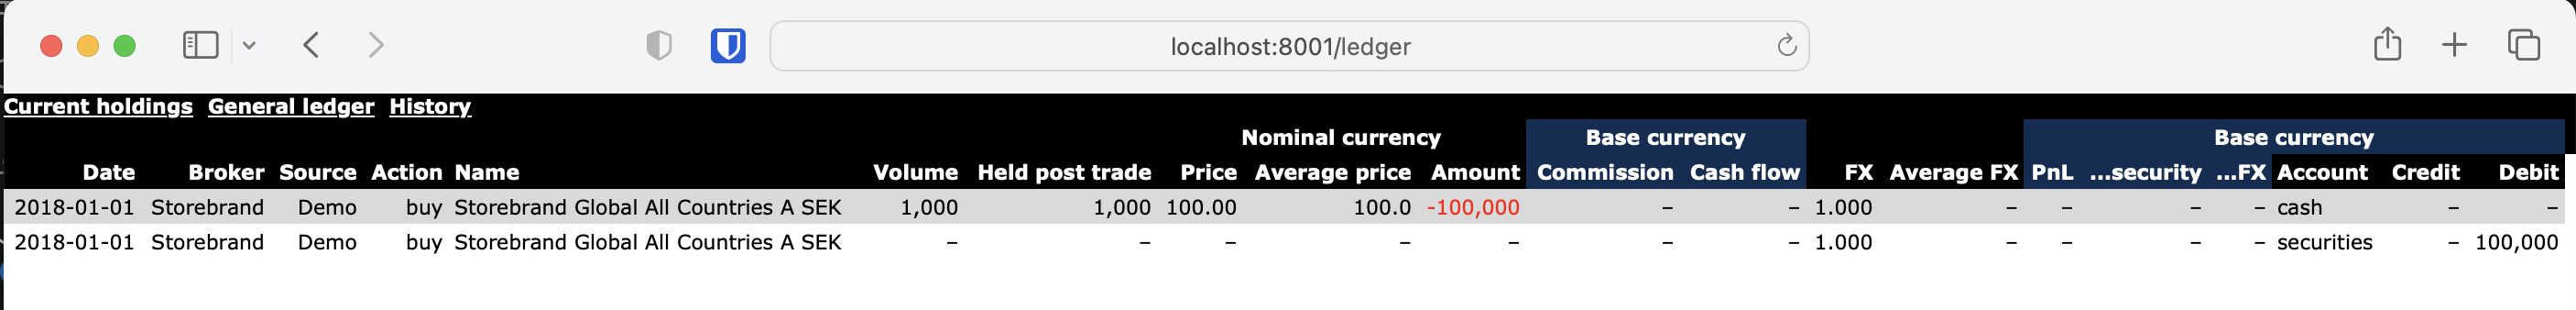 localhost:8001/ledger
Current holdings General ledger History
Nominal currency Base currency Base currency
Date Broker Source Action Name Volume Held post trade Price Average price Amount Commission Cash flow FX Average FX PnL ...security ...FX Account Credit Debit
2018-01-01 Storebrand Demo buy Storebrand Global All Countries A SEK 1,000 1,000 100.00 100.0 -100,000 – – 1.000 – – – – cash – –
2018-01-01 Storebrand Demo buy Storebrand Global All Countries A SEK – – – – – – – 1.000 – – – – securities – 100,000